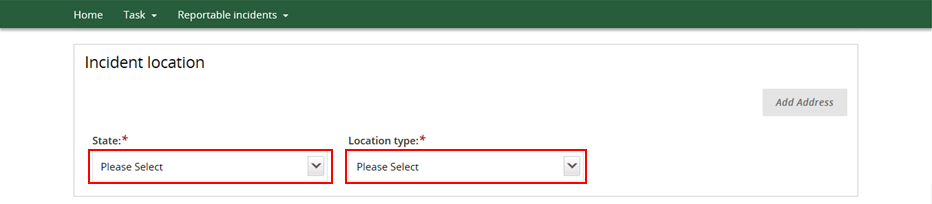 Home Task Reportable incidents
Incident location
Add Address
State:* Location type:*
Please Select Please Select